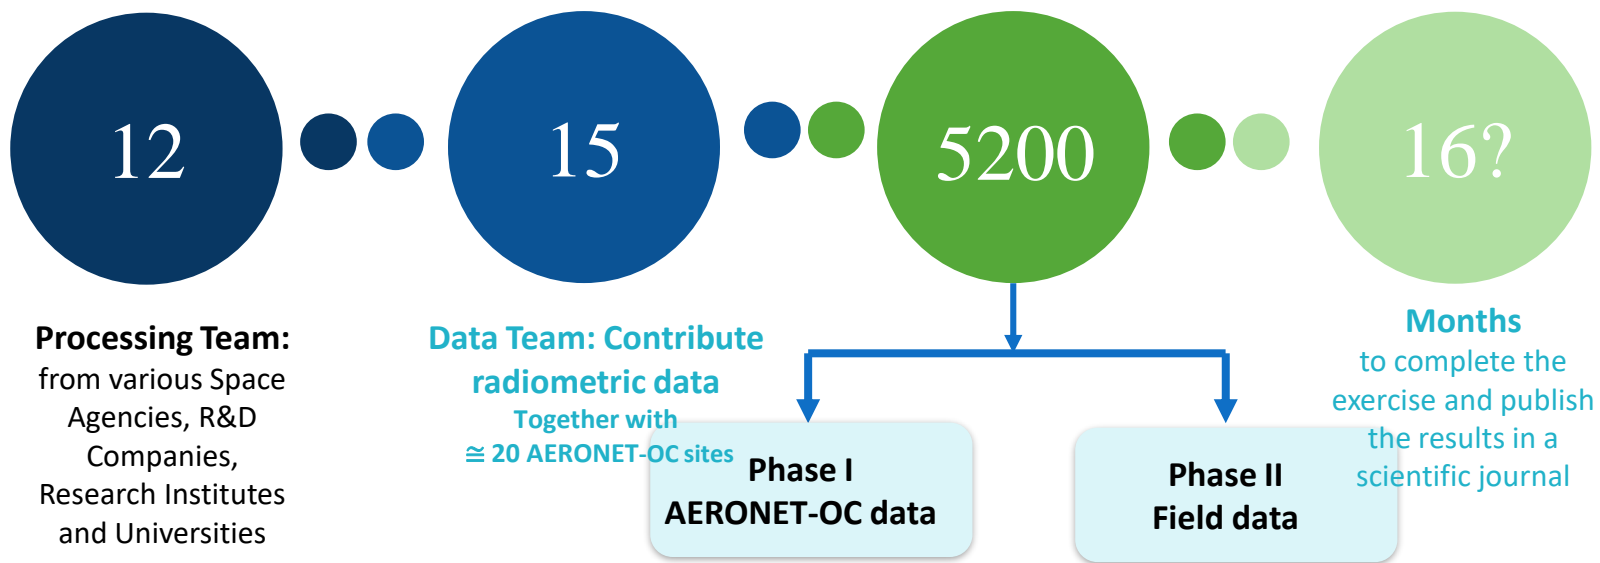 12
15
5200
16?
Processing Team:
from various Space
Agencies, R&D
Companies,
Research Institutes
and Universities
Data Team: Contribute
radiometric data
Together with
≅ 20 AERONET-OC sites
Phase I
AERONET-OC data
Phase II
Field data
Months
to complete the
exercise and publish
the results in a
scientific journal